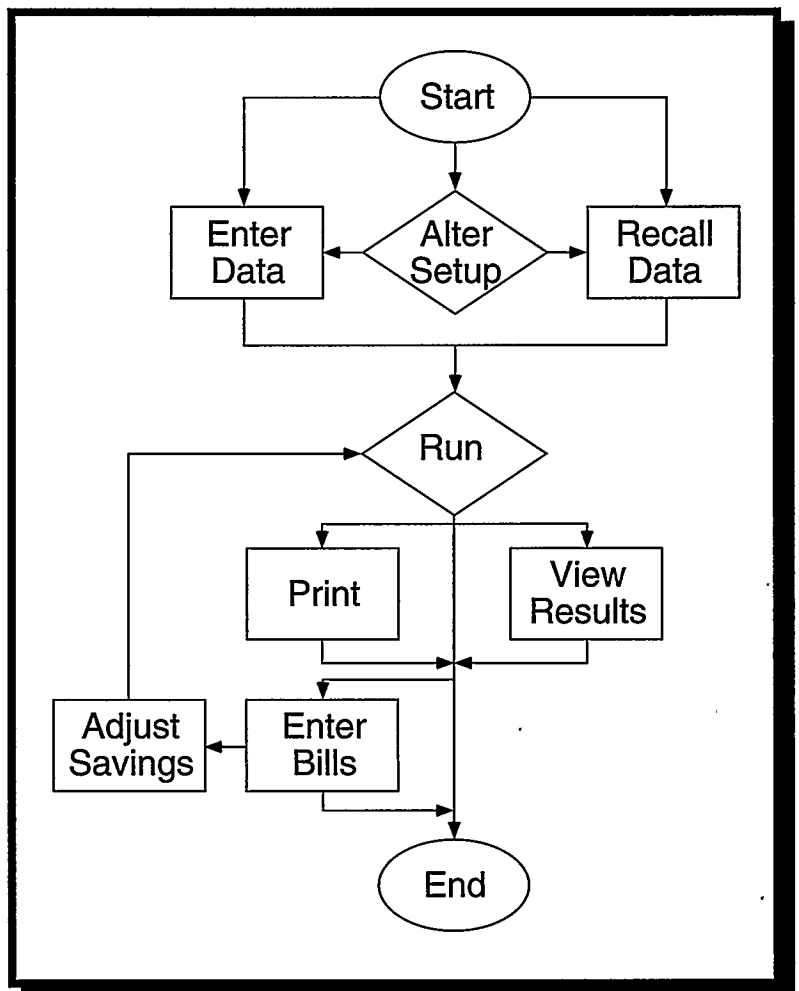 Start
Enter
Data
Alter
Setup
Recall
Data
Run
Print
View
Results
Adjust
Savings
Enter
Bills
End